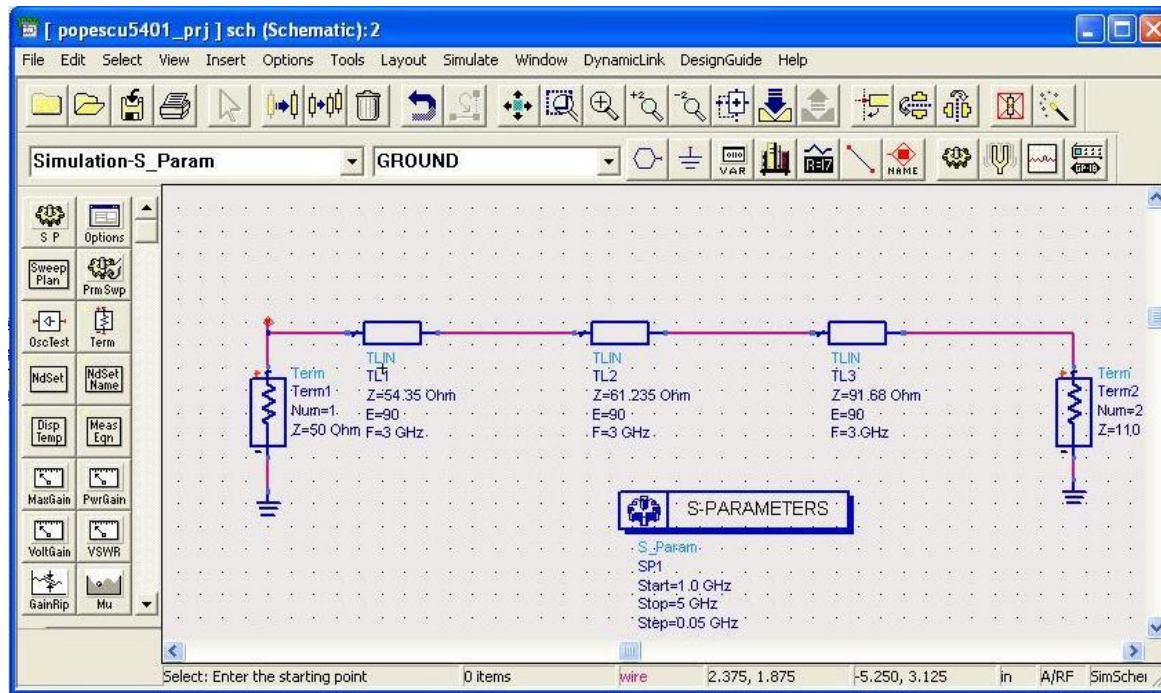 [ popescu5401_prj ] sch (Schematic):2
File Edit Select View Insert Options Tools Layout Simulate Window DynamicLink DesignGuide Help
+2 -2
Simulation-S_Param GROUND VAR NAME
S P Options
Sweep Plan PrmSwp
OscTest Term
NdSet NdSet Name
Disp Temp Meas Eqn
MaxGain PwrGain
VoltGain VSWR
GainRip Mu
Term
Term1
Num=1
Z=50 Ohm
TLIN
TL1
Z=54.35 Ohm
E=90
F=3 GHz
TLIN
TL2
Z=61.235 Ohm
E=90
F=3 GHz
TLIN
TL3
Z=91.68 Ohm
E=90
F=3 GHz
Term
Term2
Num=2
Z=110
S-PARAMETERS
S_Param
SP1
Start=1.0 GHz
Stop=5 GHz
Step=0.05 GHz
Select: Enter the starting point 0 items wire 2.375, 1.875 -5.250, 3.125 in A/RF SimSchem